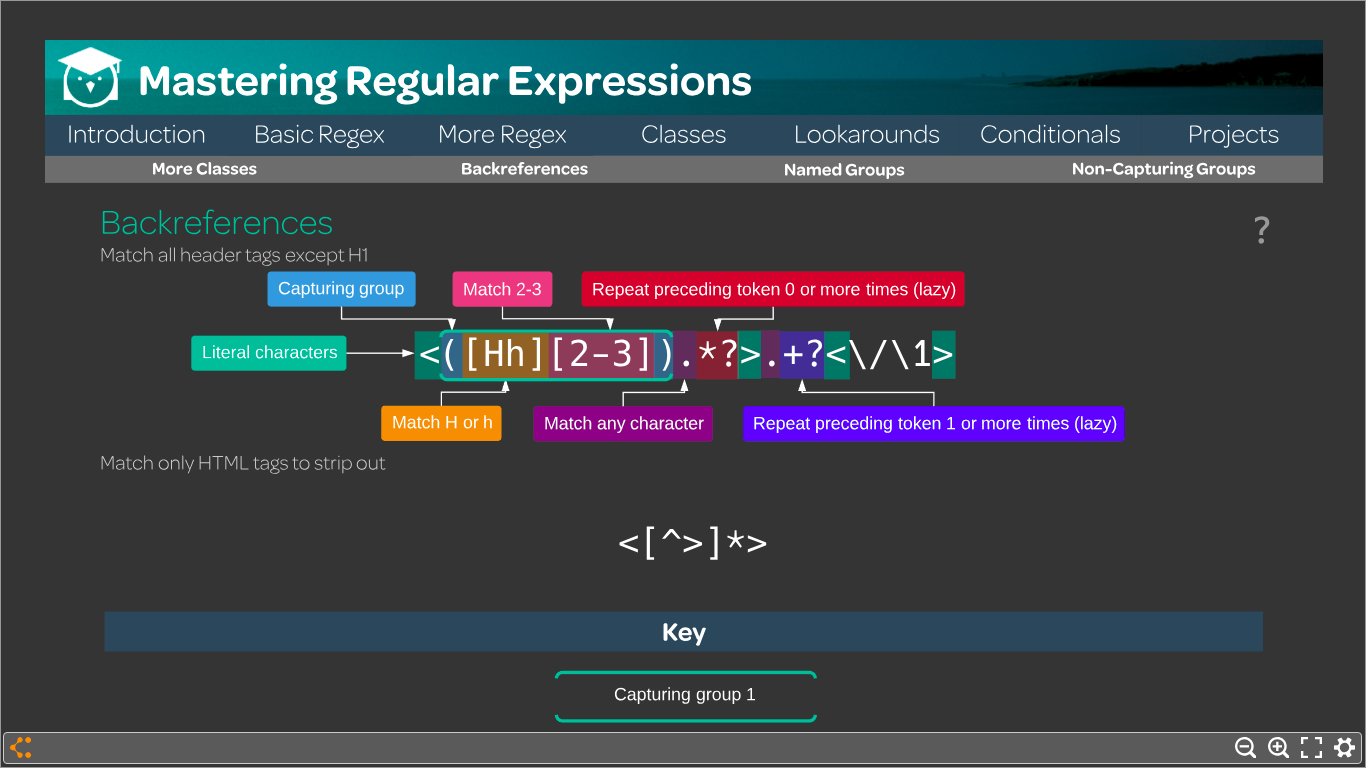 Mastering Regular Expressions
Introduction Basic Regex More Regex Classes Lookarounds Conditionals Projects
More Classes Backreferences Named Groups Non-Capturing Groups
Backreferences
?
Match all header tags except H1
Capturing group Match 2-3 Repeat preceding token 0 or more times (lazy)
Literal characters <([Hh][2-3]).*?>.+?<\/\1>
Match H or h Match any character Repeat preceding token 1 or more times (lazy)
Match only HTML tags to strip out
<[^>]*>
Key
Capturing group 1